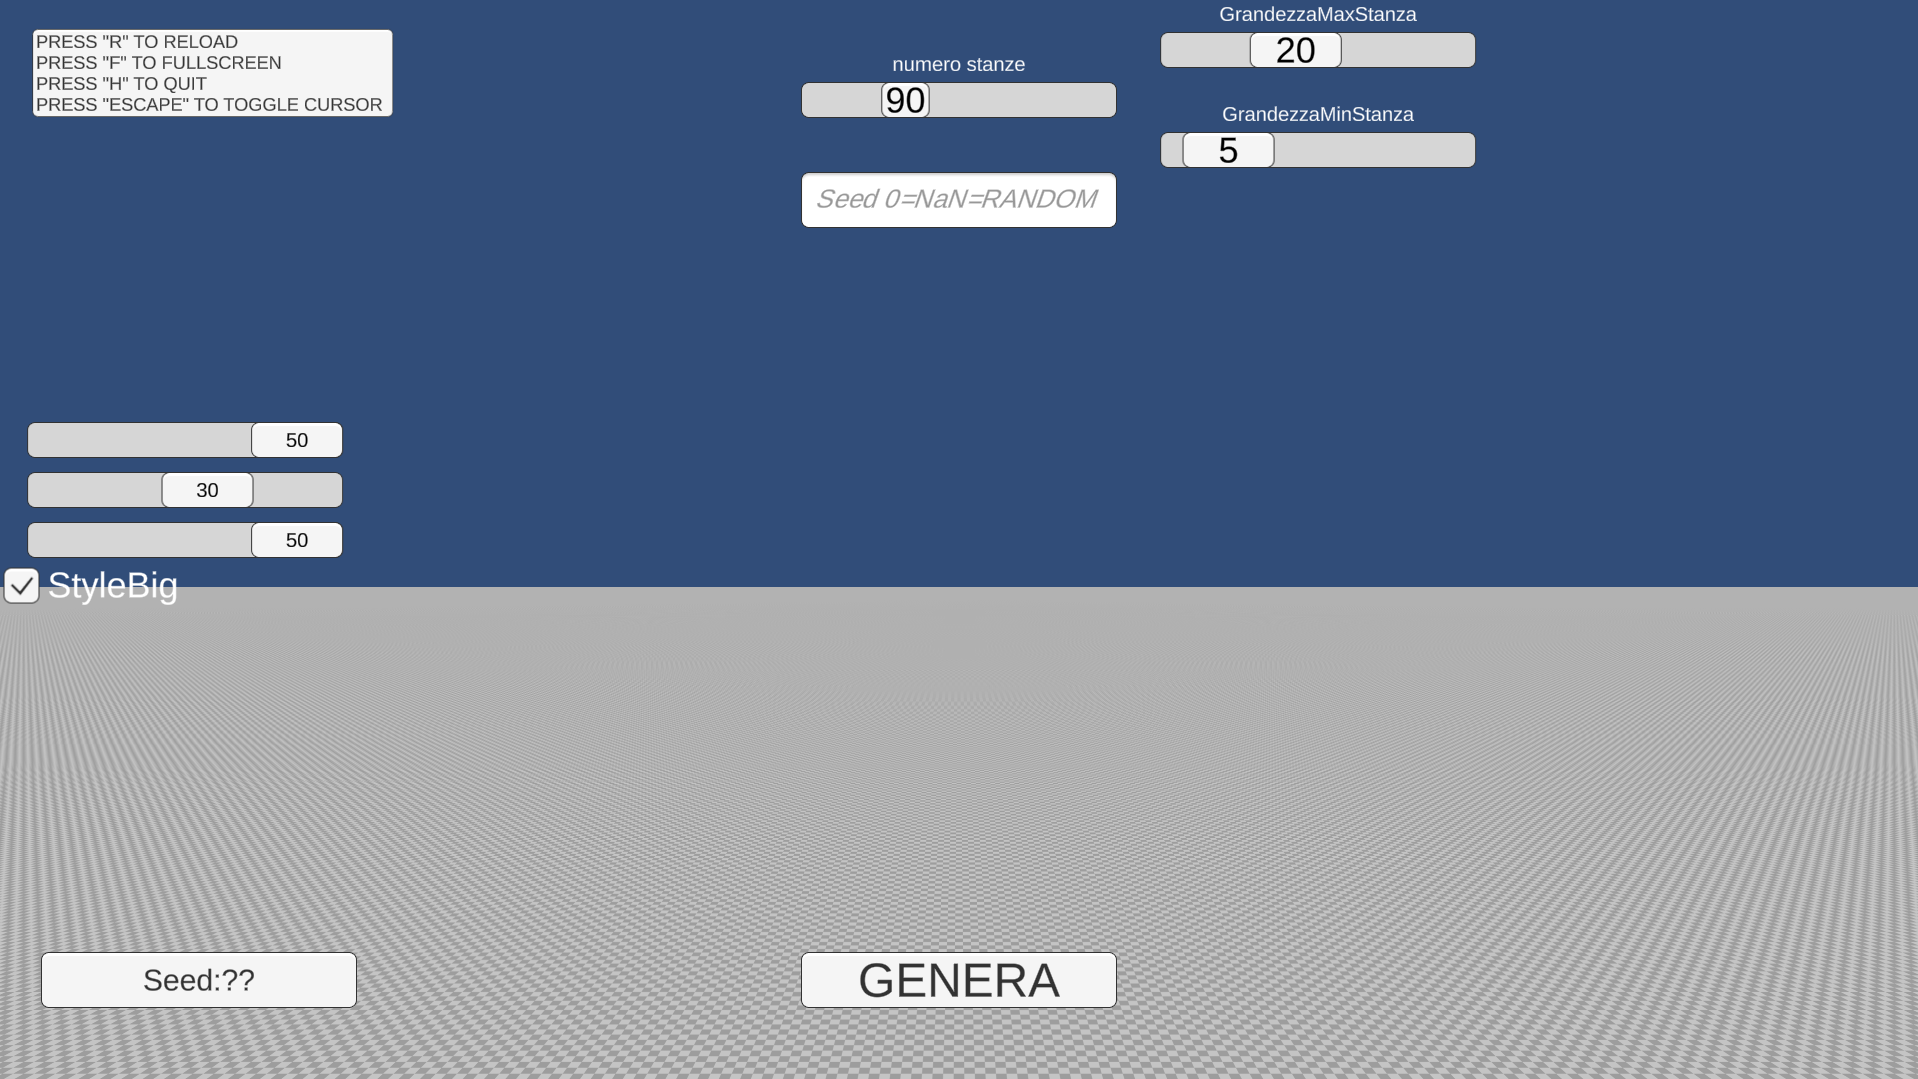 PRESS "R" TO RELOAD
PRESS "F" TO FULLSCREEN
PRESS "H" TO QUIT
PRESS "ESCAPE" TO TOGGLE CURSOR
numero stanze
90
Seed 0=NaN=RANDOM
GrandezzaMaxStanza
20
GrandezzaMinStanza
5
50
30
50
StyleBig
Seed:??
GENERA